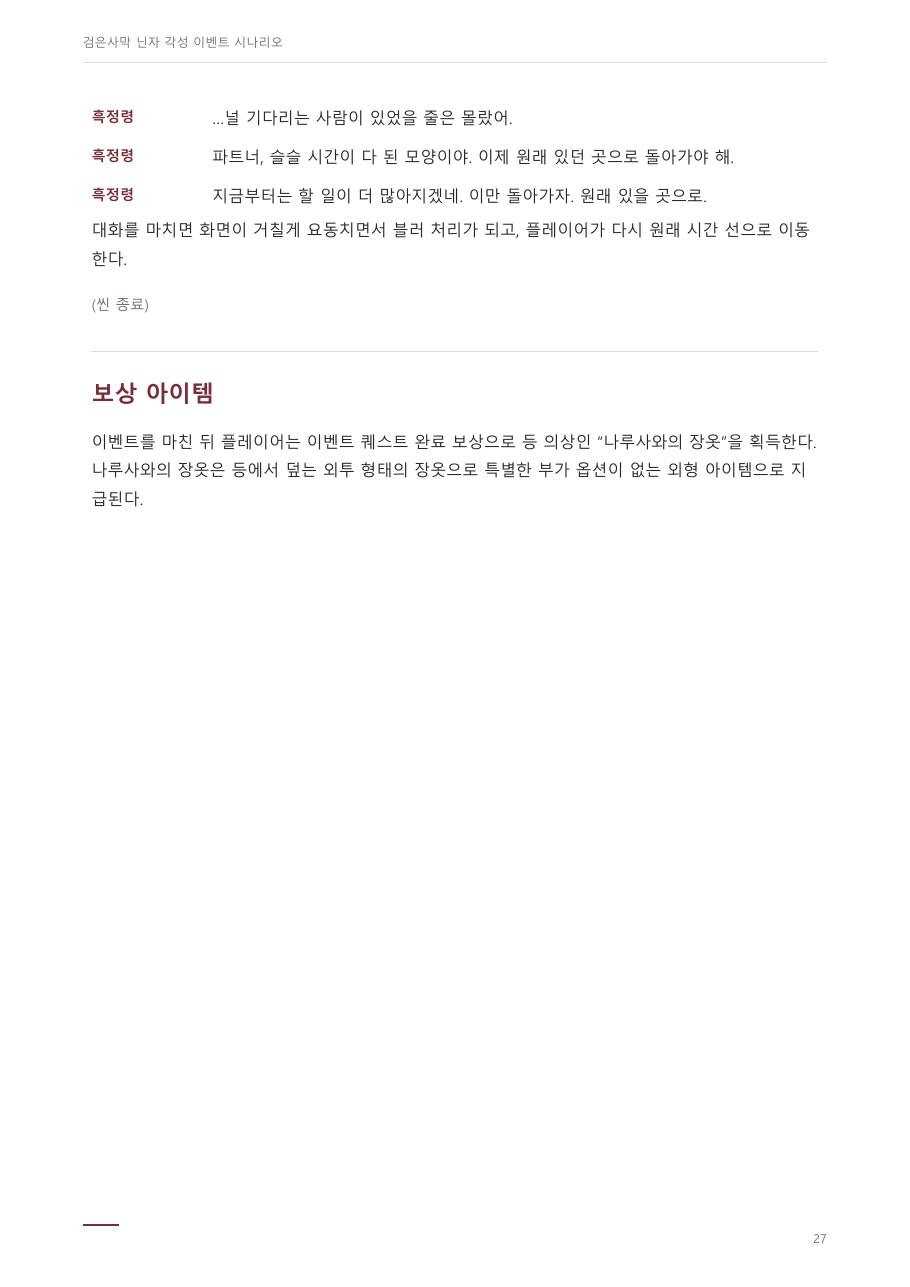 검은사막 닌자 각성 이벤트 시나리오
흑정령 ...널 기다리는 사람이 있었을 줄은 몰랐어.
흑정령 파트너, 슬슬 시간이 다 된 모양이야. 이제 원래 있던 곳으로 돌아가야 해.
흑정령 지금부터는 할 일이 더 많아지겠네. 이만 돌아가자. 원래 있을 곳으로.
대화를 마치면 화면이 거칠게 요동치면서 블러 처리가 되고, 플레이어가 다시 원래 시간 선으로 이동
한다.
(씬 종료)
보상 아이템
이벤트를 마친 뒤 플레이어는 이벤트 퀘스트 완료 보상으로 등 의상인 “나루사와의 장옷”을 획득한다.
나루사와의 장옷은 등에서 덮는 외투 형태의 장옷으로 특별한 부가 옵션이 없는 외형 아이템으로 지
급된다.
27